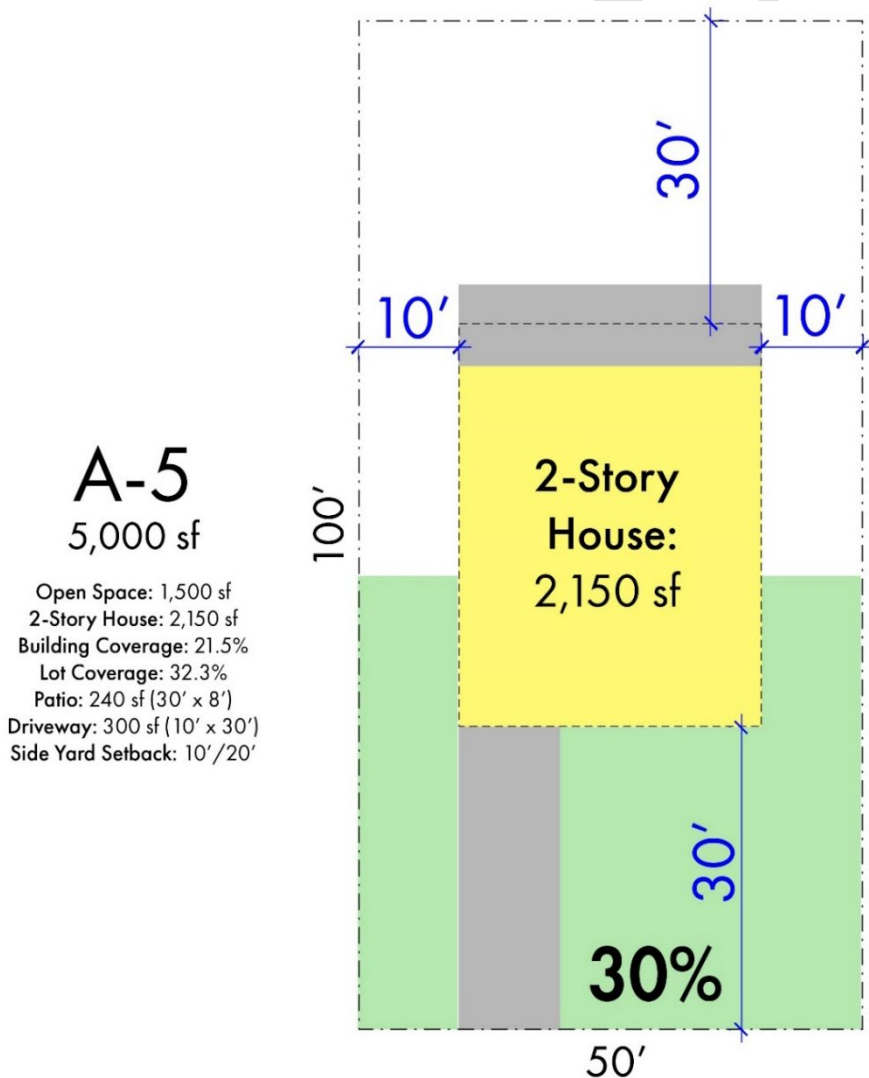 30’
10’
10’
A-5
5,000 sf
Open Space: 1,500 sf
2-Story House: 2,150 sf
Building Coverage: 21.5%
Lot Coverage: 32.3%
Patio: 240 sf (30’ x 8’)
Driveway: 300 sf (10’ x 30’)
Side Yard Setback: 10’/20’
100’
2-Story
House:
2,150 sf
30’
30%
50’